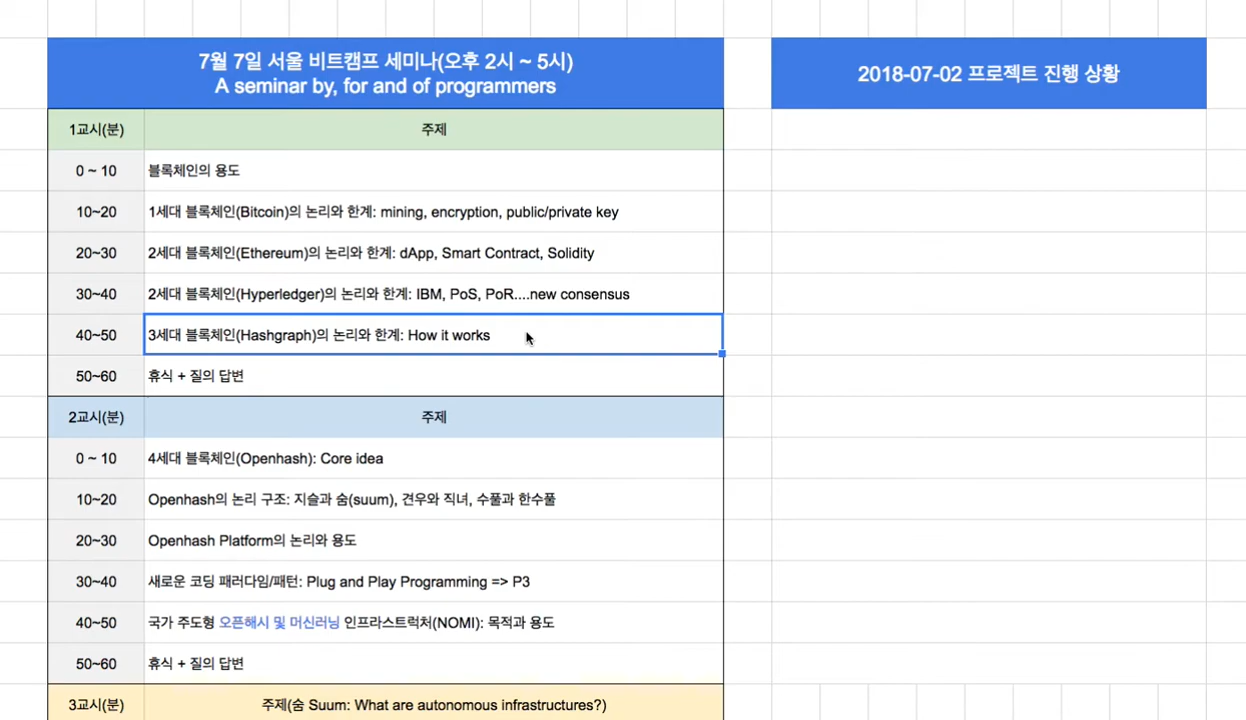 7월 7일 서울 비트캠프 세미나(오후 2시 ~ 5시)
A seminar by, for and of programmers
2018-07-02 프로젝트 진행 상황
1교시(분) 주제
0 ~ 10 블록체인의 용도
10~20 1세대 블록체인(Bitcoin)의 논리와 한계: mining, encryption, public/private key
20~30 2세대 블록체인(Ethereum)의 논리와 한계: dApp, Smart Contract, Solidity
30~40 2세대 블록체인(Hyperledger)의 논리와 한계: IBM, PoS, PoR....new consensus
40~50 3세대 블록체인(Hashgraph)의 논리와 한계: How it works
50~60 휴식 + 질의 답변
2교시(분) 주제
0 ~ 10 4세대 블록체인(Openhash): Core idea
10~20 Openhash의 논리 구조: 지슬과 숨(suum), 견우와 직녀, 수풀과 한수풀
20~30 Openhash Platform의 논리와 용도
30~40 새로운 코딩 패러다임/패턴: Plug and Play Programming => P3
40~50 국가 주도형 오픈해시 및 머신러닝 인프라스트럭처(NOMI): 목적과 용도
50~60 휴식 + 질의 답변
3교시(분) 주제(숨 Suum: What are autonomous infrastructures?)